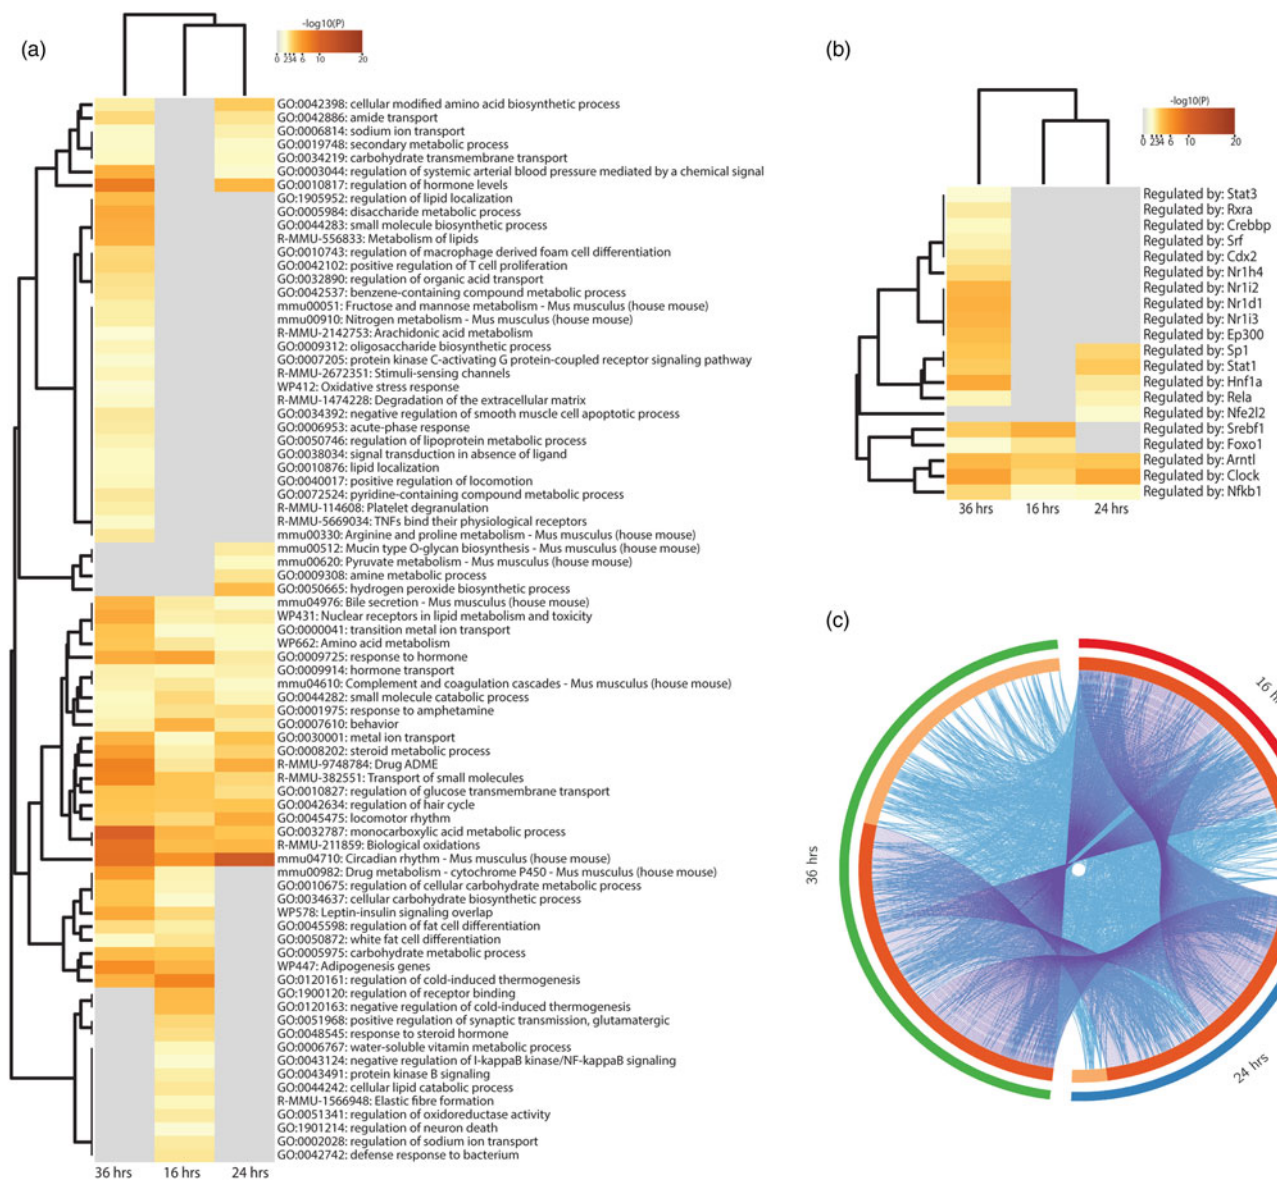 (a)
-log10(P)
0 2 3 4 6 10 20
GO:0042398: cellular modified amino acid biosynthetic process
GO:0042886: amide transport
GO:0006814: sodium ion transport
GO:0019748: secondary metabolic process
GO:0034219: carbohydrate transmembrane transport
GO:0003044: regulation of systemic arterial blood pressure mediated by a chemical signal
GO:0010817: regulation of hormone levels
GO:1905952: regulation of lipid localization
GO:0005984: disaccharide metabolic process
GO:0044283: small molecule biosynthetic process
R-MMU-556833: Metabolism of lipids
GO:0010743: regulation of macrophage derived foam cell differentiation
GO:0042102: positive regulation of T cell proliferation
GO:0032890: regulation of organic acid transport
GO:0042537: benzene-containing compound metabolic process
mmu00051: Fructose and mannose metabolism - Mus musculus (house mouse)
mmu00910: Nitrogen metabolism - Mus musculus (house mouse)
R-MMU-2142753: Arachidonic acid metabolism
GO:0009312: oligosaccharide biosynthetic process
GO:0007205: protein kinase C-activating G protein-coupled receptor signaling pathway
R-MMU-2672351: Stimuli-sensing channels
WP412: Oxidative stress response
R-MMU-1474228: Degradation of the extracellular matrix
GO:0034392: negative regulation of smooth muscle cell apoptotic process
GO:0006953: acute-phase response
GO:0050746: regulation of lipoprotein metabolic process
GO:0038034: signal transduction in absence of ligand
GO:0010876: lipid localization
GO:0040017: positive regulation of locomotion
GO:0072524: pyridine-containing compound metabolic process
R-MMU-114608: Platelet degranulation
R-MMU-5669034: TNFs bind their physiological receptors
mmu00330: Arginine and proline metabolism - Mus musculus (house mouse)
mmu00512: Mucin type O-glycan biosynthesis - Mus musculus (house mouse)
mmu00620: Pyruvate metabolism - Mus musculus (house mouse)
GO:0009308: amine metabolic process
GO:0050665: hydrogen peroxide biosynthetic process
mmu04976: Bile secretion - Mus musculus (house mouse)
WP431: Nuclear receptors in lipid metabolism and toxicity
GO:0000041: transition metal ion transport
WP662: Amino acid metabolism
GO:0009725: response to hormone
GO:0009914: hormone transport
mmu04610: Complement and coagulation cascades - Mus musculus (house mouse)
GO:0044282: small molecule catabolic process
GO:0001975: response to amphetamine
GO:0007610: behavior
GO:0030001: metal ion transport
GO:0008202: steroid metabolic process
R-MMU-9748784: Drug ADME
R-MMU-382551: Transport of small molecules
GO:0010827: regulation of glucose transmembrane transport
GO:0042634: regulation of hair cycle
GO:0045475: locomotor rhythm
GO:0032787: monocarboxylic acid metabolic process
R-MMU-211859: Biological oxidations
mmu04710: Circadian rhythm - Mus musculus (house mouse)
mmu00982: Drug metabolism - cytochrome P450 - Mus musculus (house mouse)
GO:0010675: regulation of cellular carbohydrate metabolic process
GO:0034637: cellular carbohydrate biosynthetic process
WP578: Leptin-insulin signaling overlap
GO:0045598: regulation of fat cell differentiation
GO:0050872: white fat cell differentiation
GO:0005975: carbohydrate metabolic process
WP447: Adipogenesis genes
GO:0120161: regulation of cold-induced thermogenesis
GO:1900120: regulation of receptor binding
GO:0120163: negative regulation of cold-induced thermogenesis
GO:0051968: positive regulation of synaptic transmission, glutamatergic
GO:0048545: response to steroid hormone
GO:0006767: water-soluble vitamin metabolic process
GO:0043124: negative regulation of I-kappaB kinase/NF-kappaB signaling
GO:0043491: protein kinase B signaling
GO:0044242: cellular lipid catabolic process
R-MMU-1566948: Elastic fibre formation
GO:0051341: regulation of oxidoreductase activity
GO:1901214: regulation of neuron death
GO:0002028: regulation of sodium ion transport
GO:0042742: defense response to bacterium
36 hrs 16 hrs 24 hrs
(b)
-log10(P)
0 2 3 4 6 10 20
Regulated by: Stat3
Regulated by: Rxra
Regulated by: Crebbp
Regulated by: Srf
Regulated by: Cdx2
Regulated by: Nr1h4
Regulated by: Nr1i2
Regulated by: Nr1d1
Regulated by: Nr1i3
Regulated by: Ep300
Regulated by: Sp1
Regulated by: Stat1
Regulated by: Hnf1a
Regulated by: Rela
Regulated by: Nfe2l2
Regulated by: Srebf1
Regulated by: Foxo1
Regulated by: Arntl
Regulated by: Clock
Regulated by: Nfkb1
36 hrs 16 hrs 24 hrs
(c)
16 h
36 hrs
24 hrs